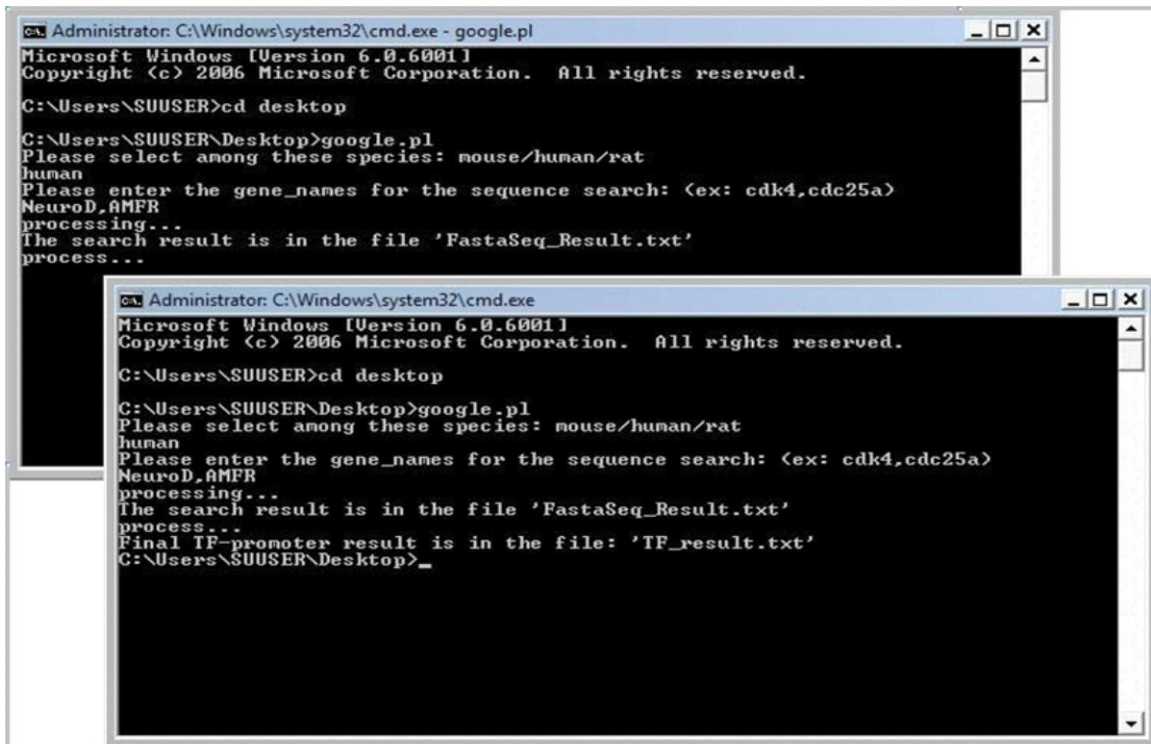 Administrator: C:\Windows\system32\cmd.exe - google.pl
Microsoft Windows [Version 6.0.6001]
Copyright (c) 2006 Microsoft Corporation.  All rights reserved.
C:\Users\SUUSER>cd desktop
C:\Users\SUUSER\Desktop>google.pl
Please select among these species: mouse/human/rat
human
Please enter the gene_names for the sequence search: (ex: cdk4,cdc25a)
NeuroD,AMFR
processing...
The search result is in the file 'FastaSeq_Result.txt'
process...
Administrator: C:\Windows\system32\cmd.exe
Microsoft Windows [Version 6.0.6001]
Copyright (c) 2006 Microsoft Corporation.  All rights reserved.
C:\Users\SUUSER>cd desktop
C:\Users\SUUSER\Desktop>google.pl
Please select among these species: mouse/human/rat
human
Please enter the gene_names for the sequence search: (ex: cdk4,cdc25a)
NeuroD,AMFR
processing...
The search result is in the file 'FastaSeq_Result.txt'
process...
Final TF-promoter result is in the file: 'TF_result.txt'
C:\Users\SUUSER\Desktop>_